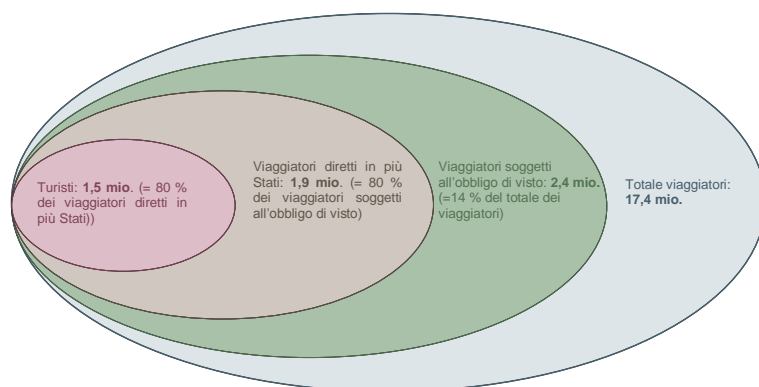 Turisti: 1,5 mio. (= 80 %
dei viaggiatori diretti in
più Stati))
Viaggiatori diretti in più
Stati: 1,9 mio. (= 80 %
dei viaggiatori soggetti
all'obbligo di visto)
Viaggiatori soggetti
all'obbligo di visto: 2,4 mio.
(=14 % del totale dei
viaggiatori)
Totale viaggiatori:
17,4 mio.